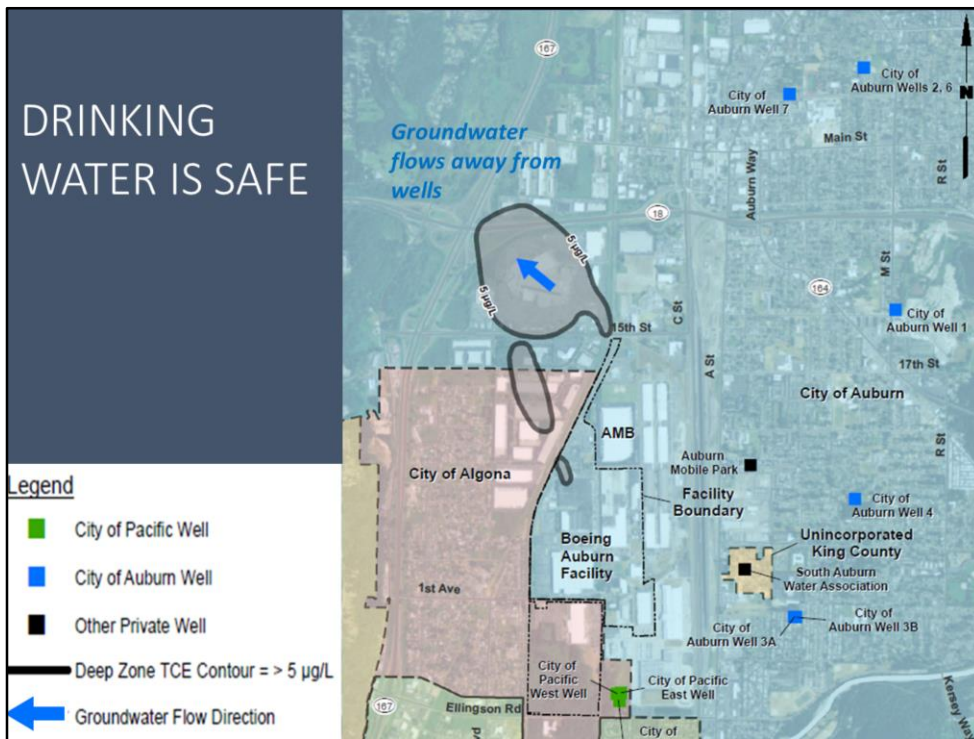 DRINKING
WATER IS SAFE
Legend
City of Pacific Well
City of Auburn Well
Other Private Well
Deep Zone TCE Contour = > 5 µg/L
Groundwater Flow Direction
167
City of
Auburn Wells 2, 6
City of
Auburn Well 7
N
Groundwater
flows away from
wells
Main St
Auburn Way
R St
18
5 µg/L
5 µg/L
M St
164
C St
15th St
City of
Auburn Well 1
17th St
A St
City of Auburn
R St
AMB
Auburn
Mobile Park
City of Algona
Facility
Boundary
City of
Auburn Well 4
Unincorporated
King County
Boeing
Auburn
Facility
South Auburn
Water Association
1st Ave
City of
Auburn Well 3A
City of
Auburn Well 3B
City of
Pacific
West Well
City of Pacific
East Well
167
Ellingson Rd
Kersey Way
City of